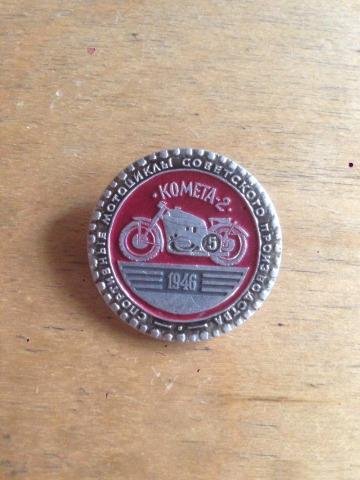 СПОРТИВНЫЕ МОТОЦИКЛЫ СОВЕТСКОГО ПРОИЗВОДСТВА
·КОМЕТА-2·
5
1946